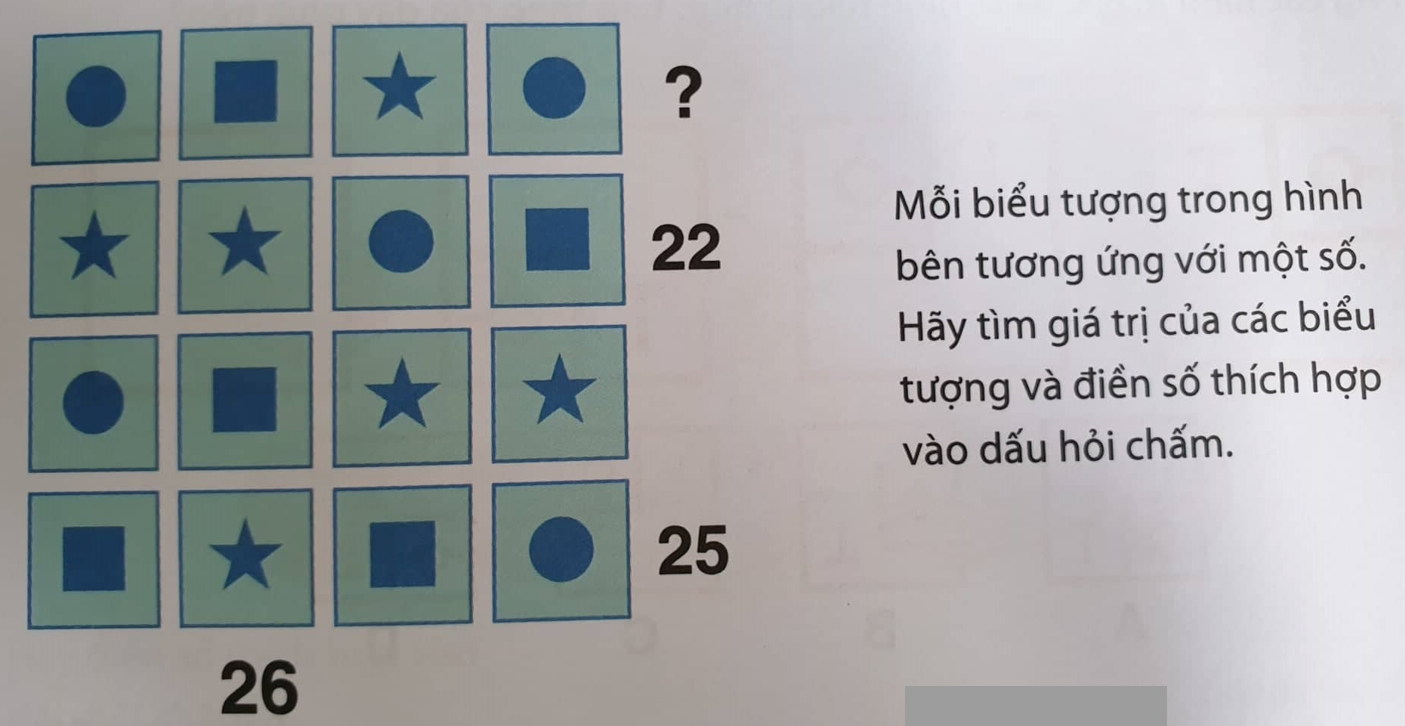 ?
22
25
26
Mỗi biểu tượng trong hình
bên tương ứng với một số.
Hãy tìm giá trị của các biểu
tượng và điền số thích hợp
vào dấu hỏi chấm.